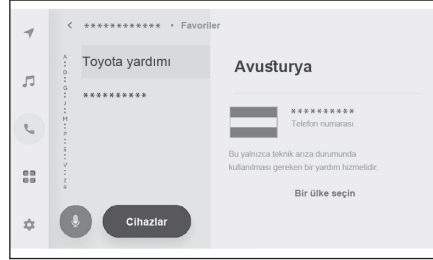 ************ • Favoriler
A
•
D
•
G
•
J
•
M
•
P
•
S
•
V
•
Z
#
Toyota yardımı
**********
Cihazlar
Avusturya
**********
Telefon numarası
Bu yalnızca teknik arıza durumunda
kullanılması gereken bir yardım hizmetidir.
Bir ülke seçin